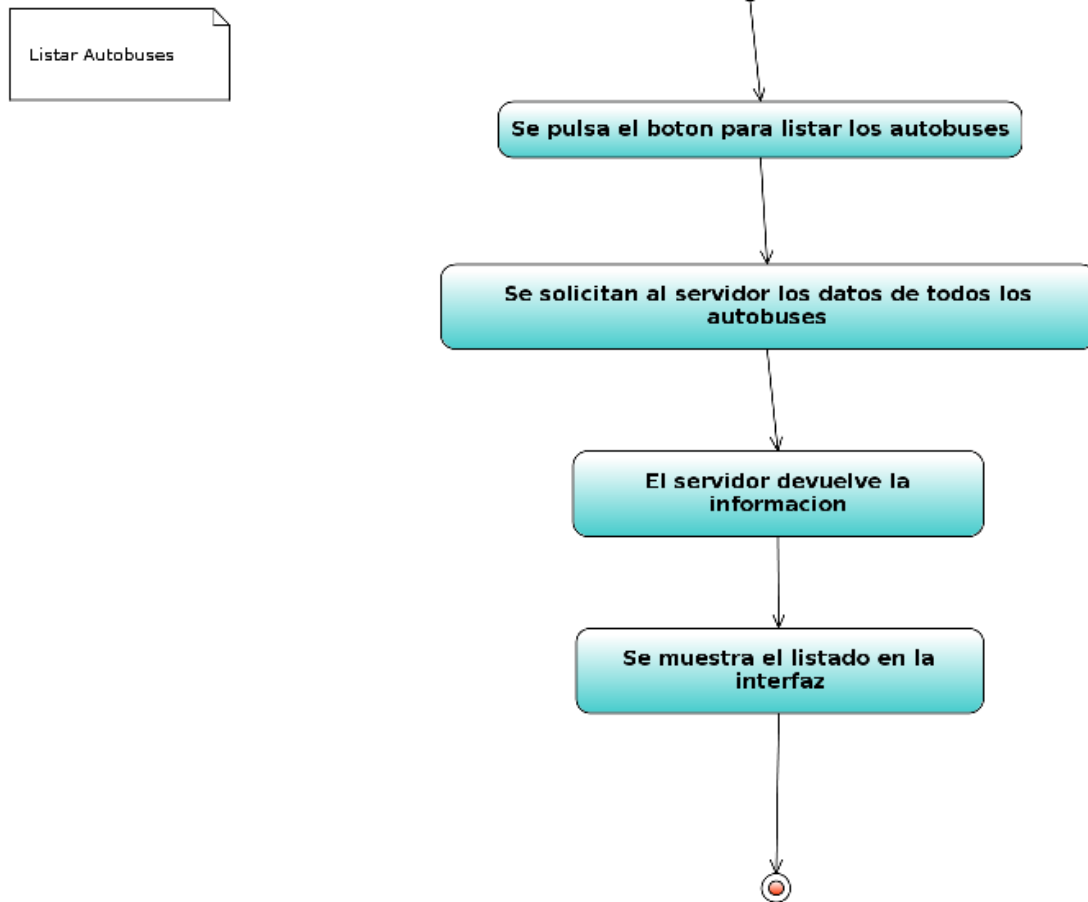 Listar Autobuses
Se pulsa el boton para listar los autobuses
Se solicitan al servidor los datos de todos los
autobuses
El servidor devuelve la
informacion
Se muestra el listado en la
interfaz